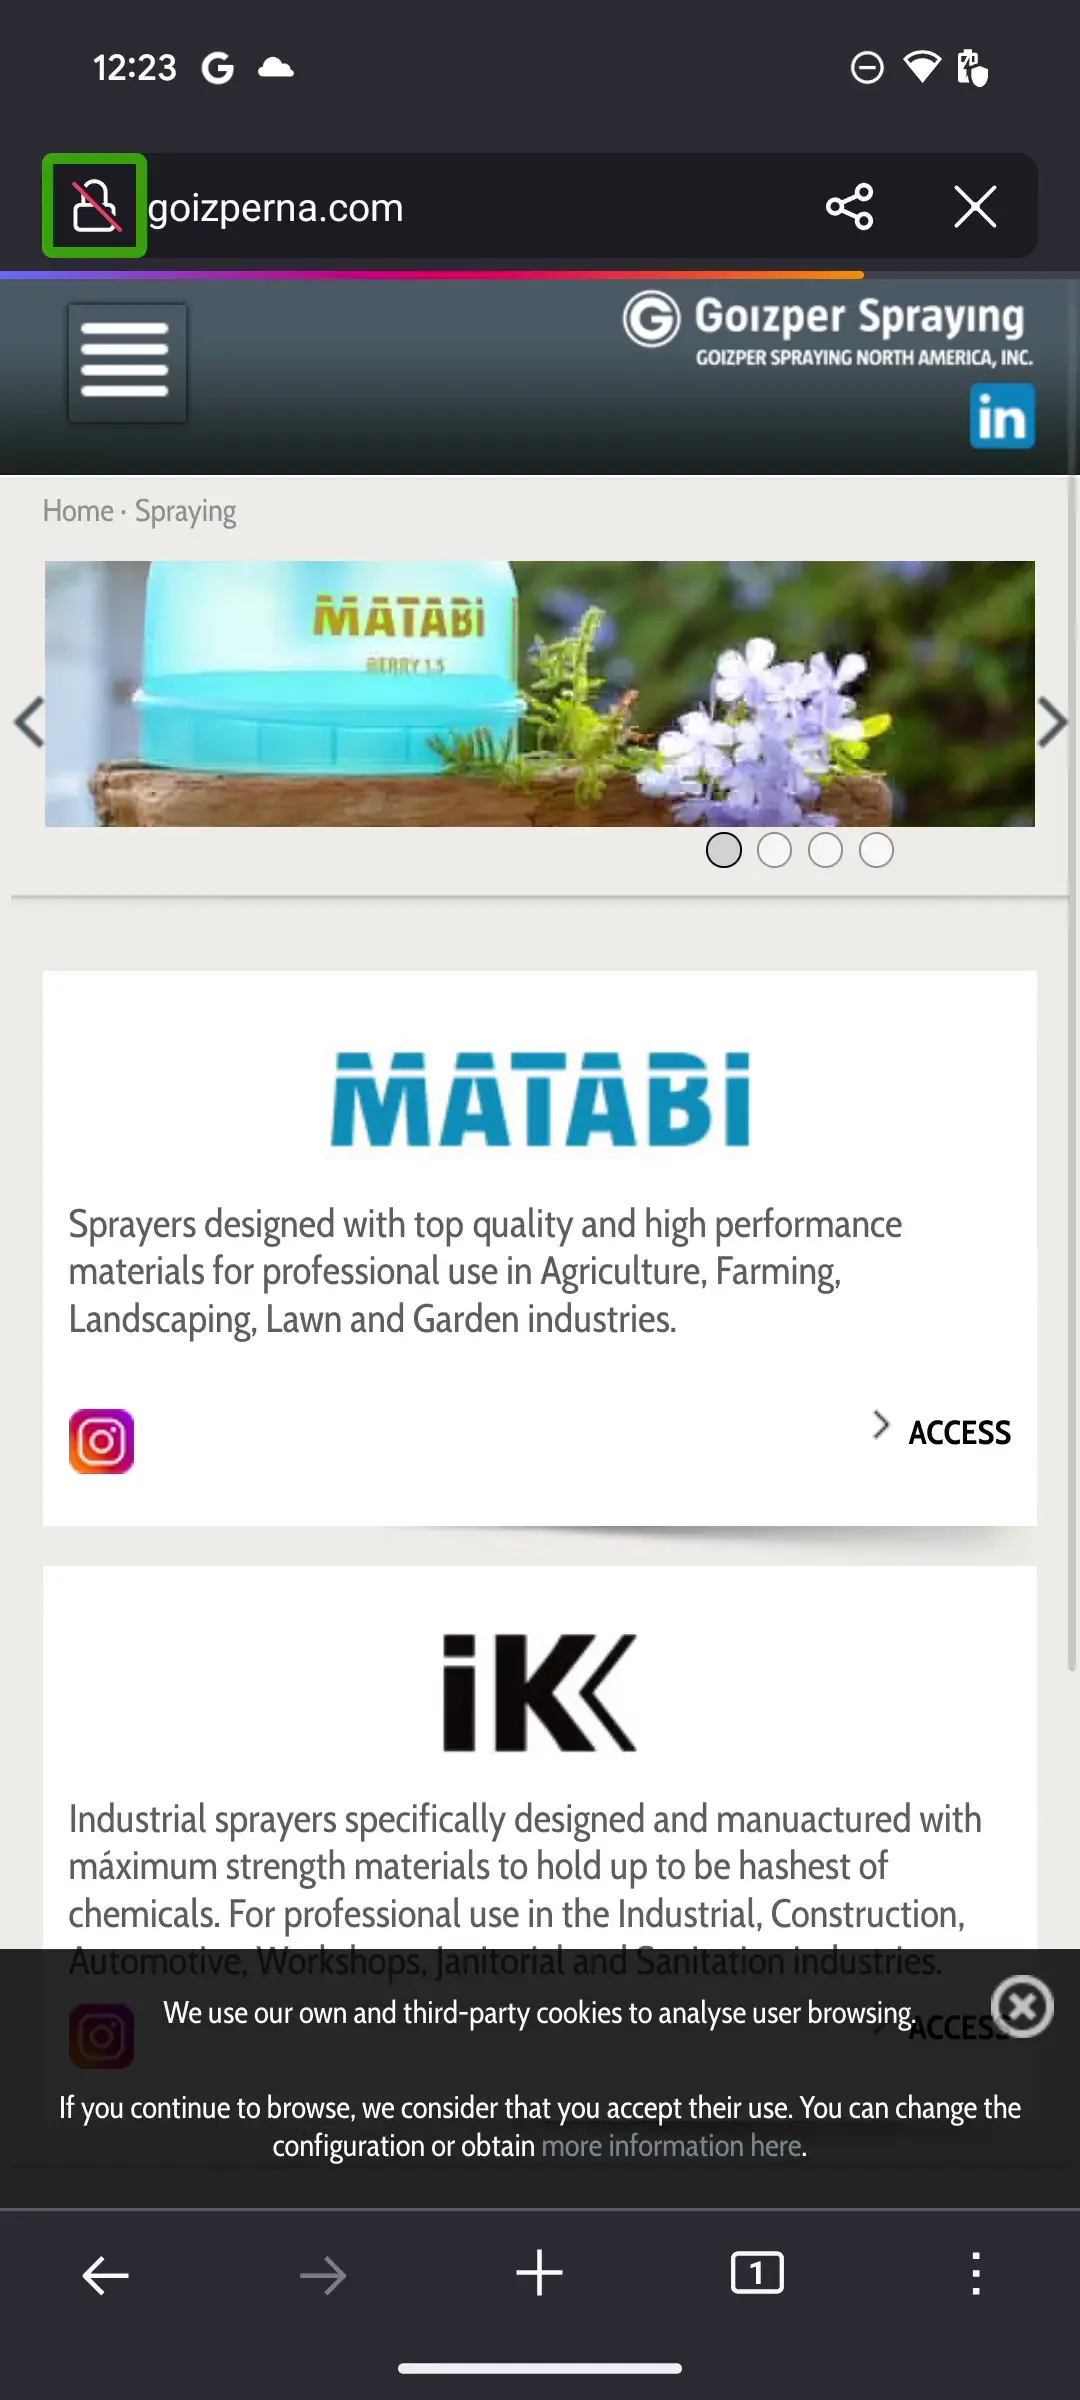 12:23
goizperna.com
Goizper Spraying
GOIZPER SPRAYING NORTH AMERICA, INC.
in
Home · Spraying
MATABi
BERRY 1.5
MATABi
Sprayers designed with top quality and high performance
materials for professional use in Agriculture, Farming,
Landscaping, Lawn and Garden industries.
ACCESS
iK
Industrial sprayers specifically designed and manuactured with
máximum strength materials to hold up to be hashest of
chemicals. For professional use in the Industrial, Construction,
Automotive, Workshops, Janitorial and Sanitation industries.
ACCESS
We use our own and third-party cookies to analyse user browsing.
If you continue to browse, we consider that you accept their use. You can change the
configuration or obtain more information here.
1